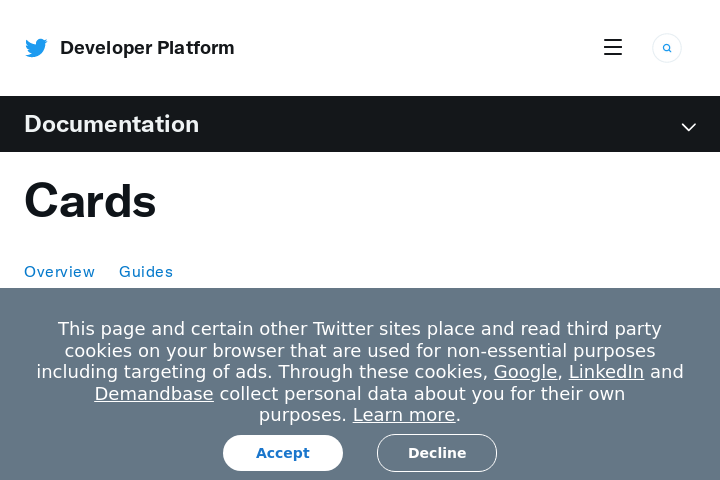 Developer Platform
Documentation
Cards
Overview Guides
This page and certain other Twitter sites place and read third party
cookies on your browser that are used for non-essential purposes
including targeting of ads. Through these cookies, Google, LinkedIn and
Demandbase collect personal data about you for their own
purposes. Learn more.
Accept Decline